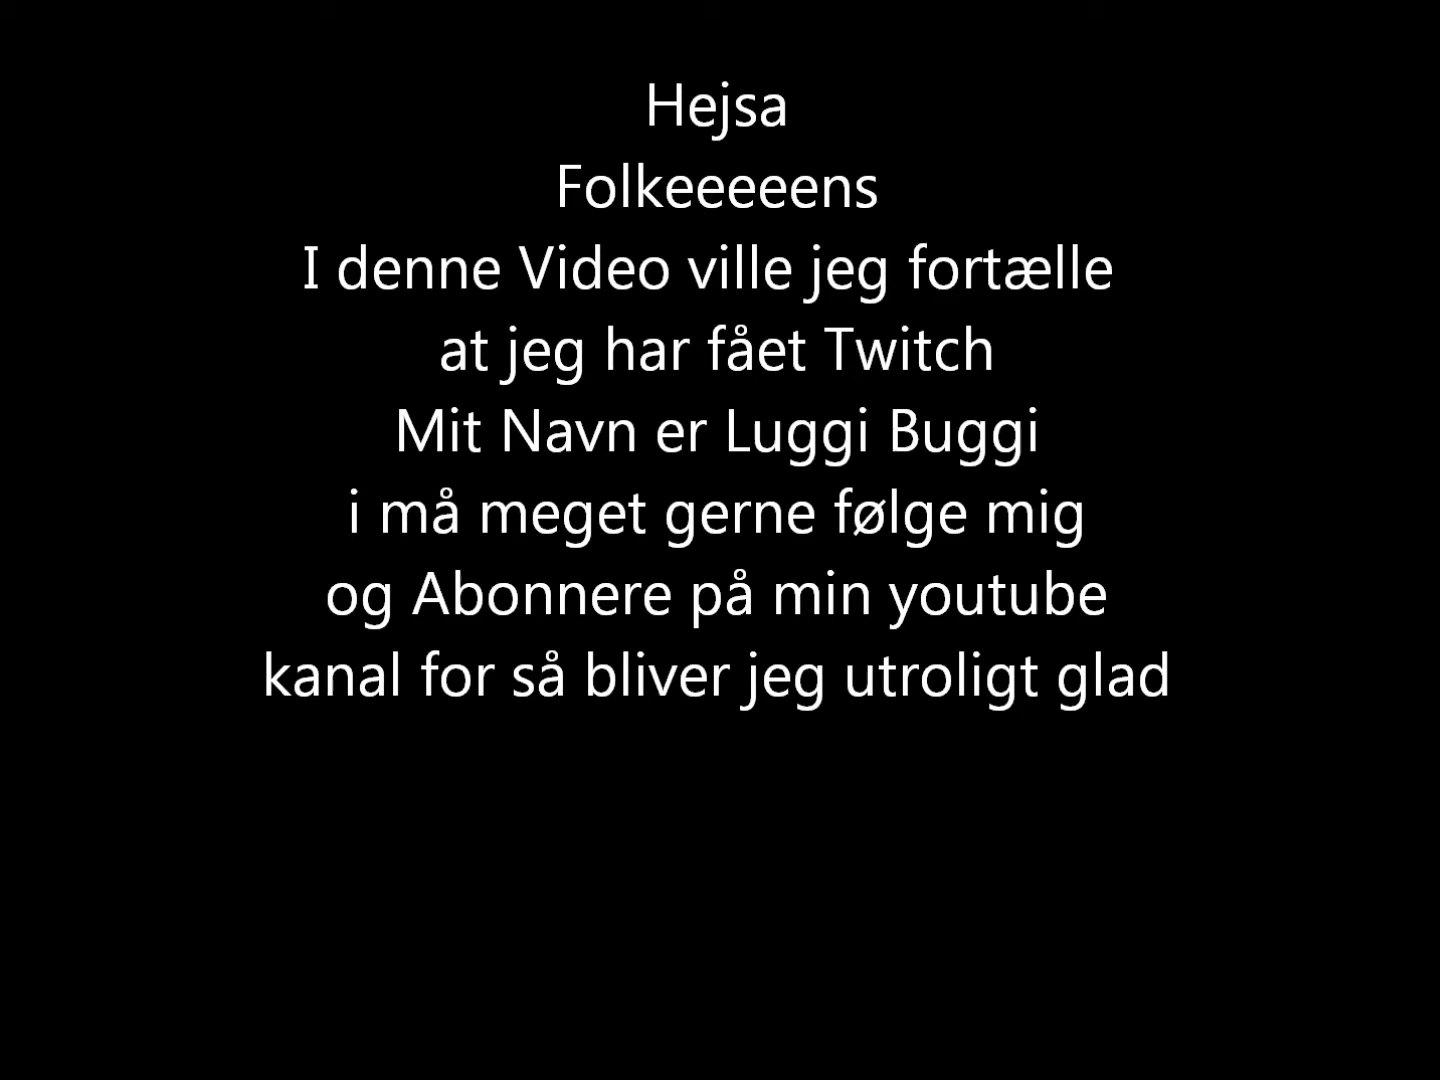 Hejsa
Folkeeeeens
I denne Video ville jeg fortælle
at jeg har fået Twitch
Mit Navn er Luggi Buggi
i må meget gerne følge mig
og Abonnere på min youtube
kanal for så bliver jeg utroligt glad